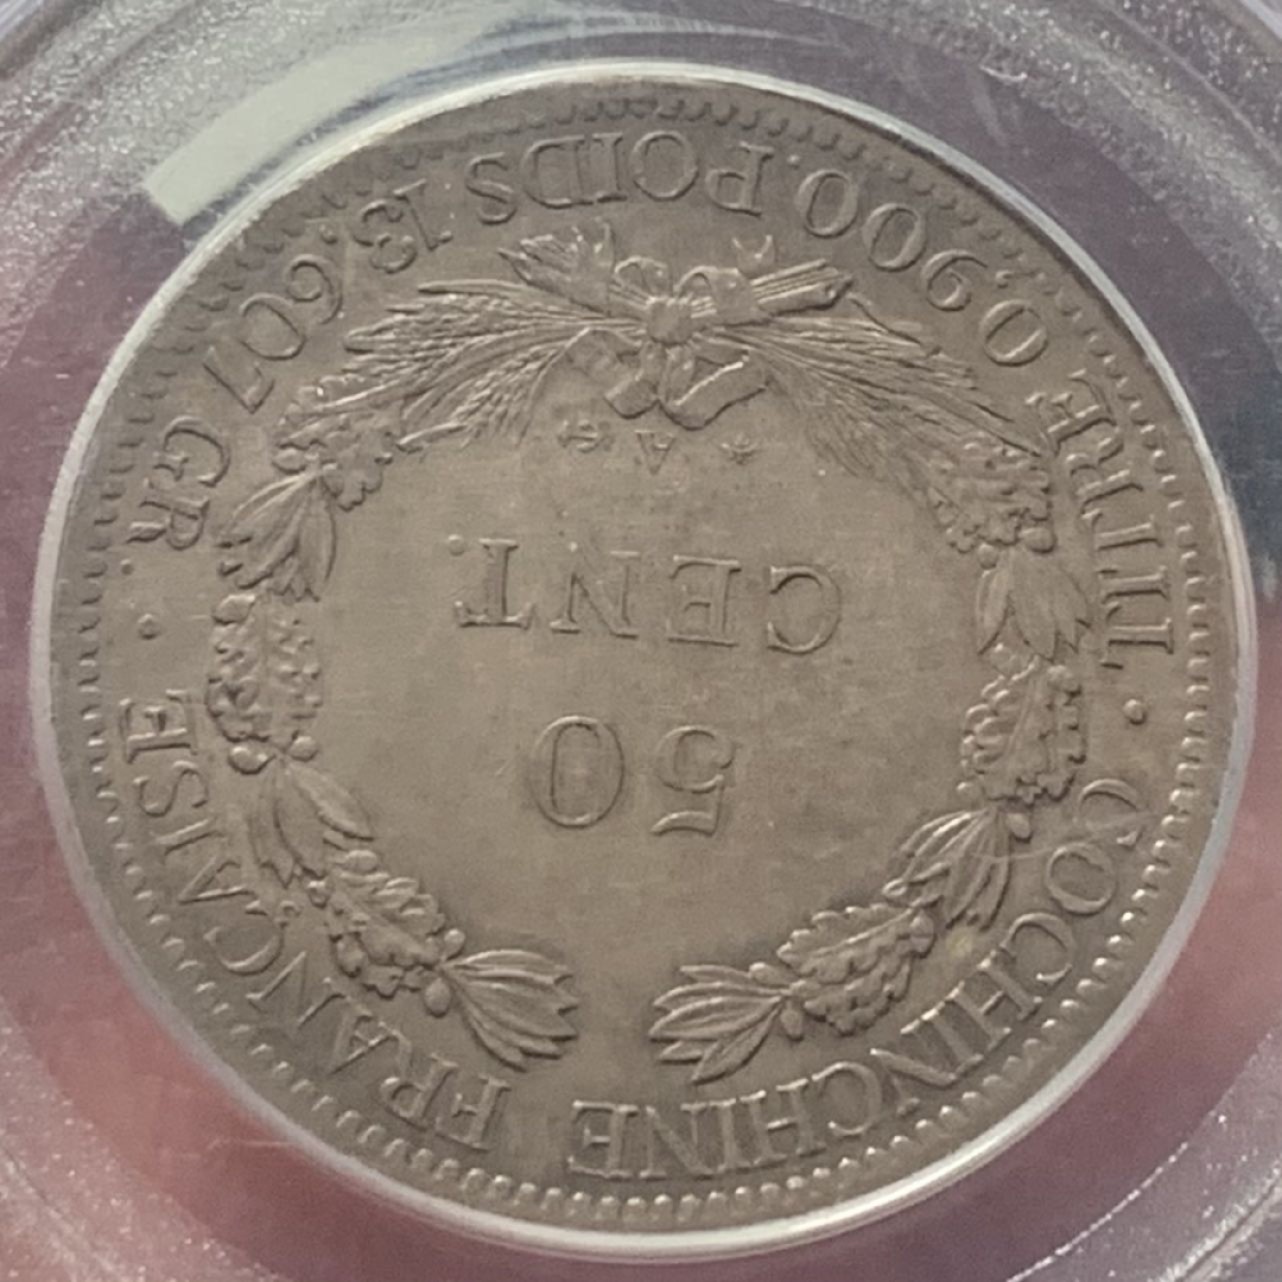 COCHINCHINE FRANÇAISE
50
CENT.
* A
TITRE 0,900. POIDS 13.607 GR.